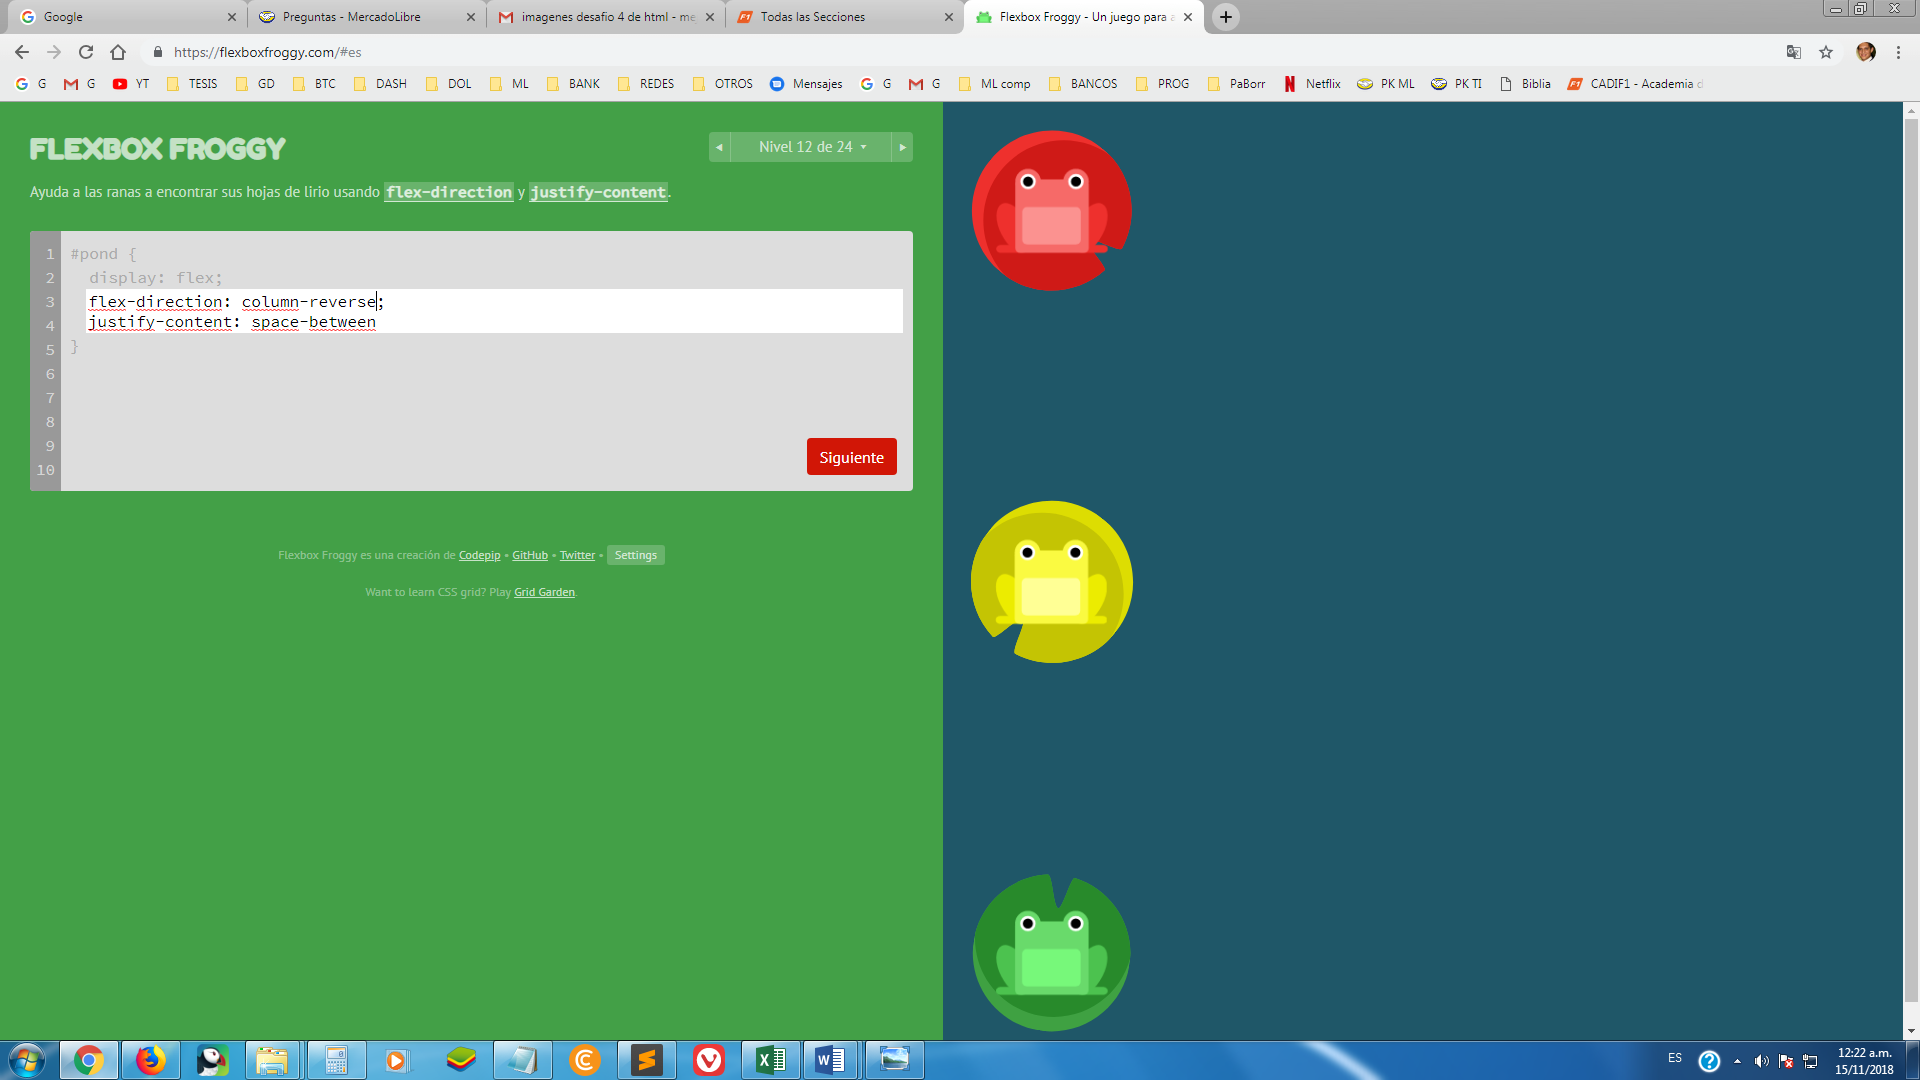 Google
Preguntas - MercadoLibre
imagenes desafio 4 de html - me
Todas las Secciones
Flexbox Froggy - Un juego para a
https://flexboxfroggy.com/#es
G G YT TESIS GD BTC DASH DOL ML BANK REDES OTROS Mensajes G G ML comp BANCOS PROG PaBorr Netflix PK ML PK TI Biblia CADIF1 - Academia d
FLEXBOX FROGGY
Nivel 12 de 24
Ayuda a las ranas a encontrar sus hojas de lirio usando flex-direction y justify-content.
1 #pond {
2 display: flex;
3 flex-direction: column-reverse;
4 justify-content: space-between
5 }
6
7
8
9
10
Siguiente
Flexbox Froggy es una creación de Codepip • GitHub • Twitter • Settings
Want to learn CSS grid? Play Grid Garden.
ES
12:22 a.m.
15/11/2018